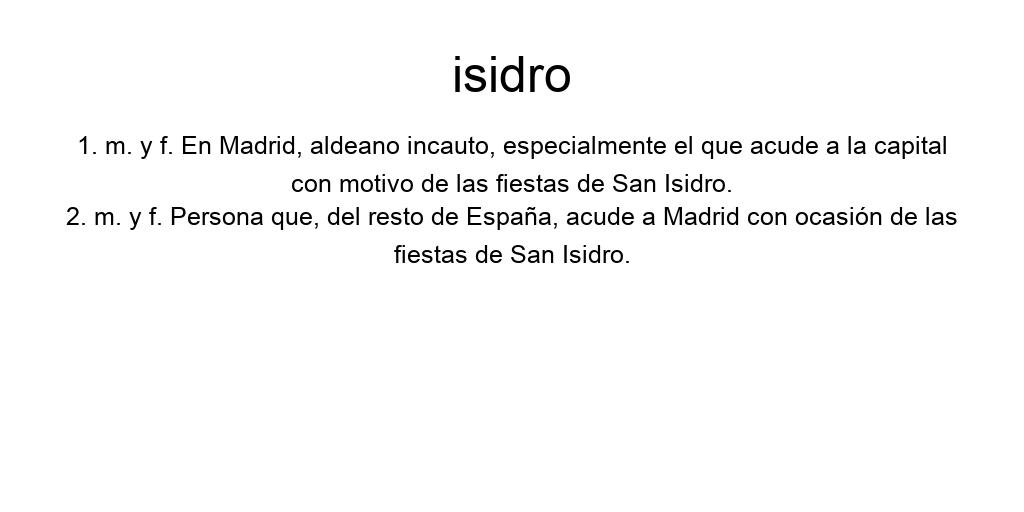 isidro
1. m. y f. En Madrid, aldeano incauto, especialmente el que acude a la capital
con motivo de las fiestas de San Isidro.
2. m. y f. Persona que, del resto de España, acude a Madrid con ocasión de las
fiestas de San Isidro.